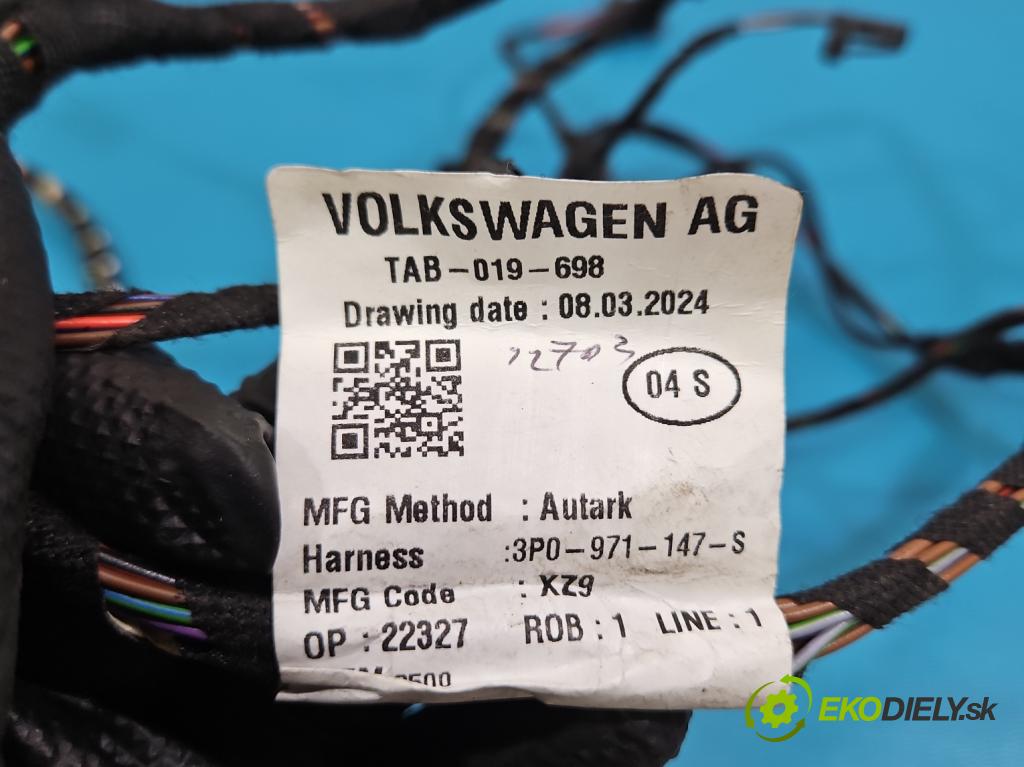 VOLKSWAGEN AG
TAB-019-698
Drawing date : 08.03.2024
12703
04 S
MFG Method : Autark
Harness :3P0-971-147-S
MFG Code : XZ9
OP : 22327 ROB : 1 LINE : 1
EKODIELY.sk